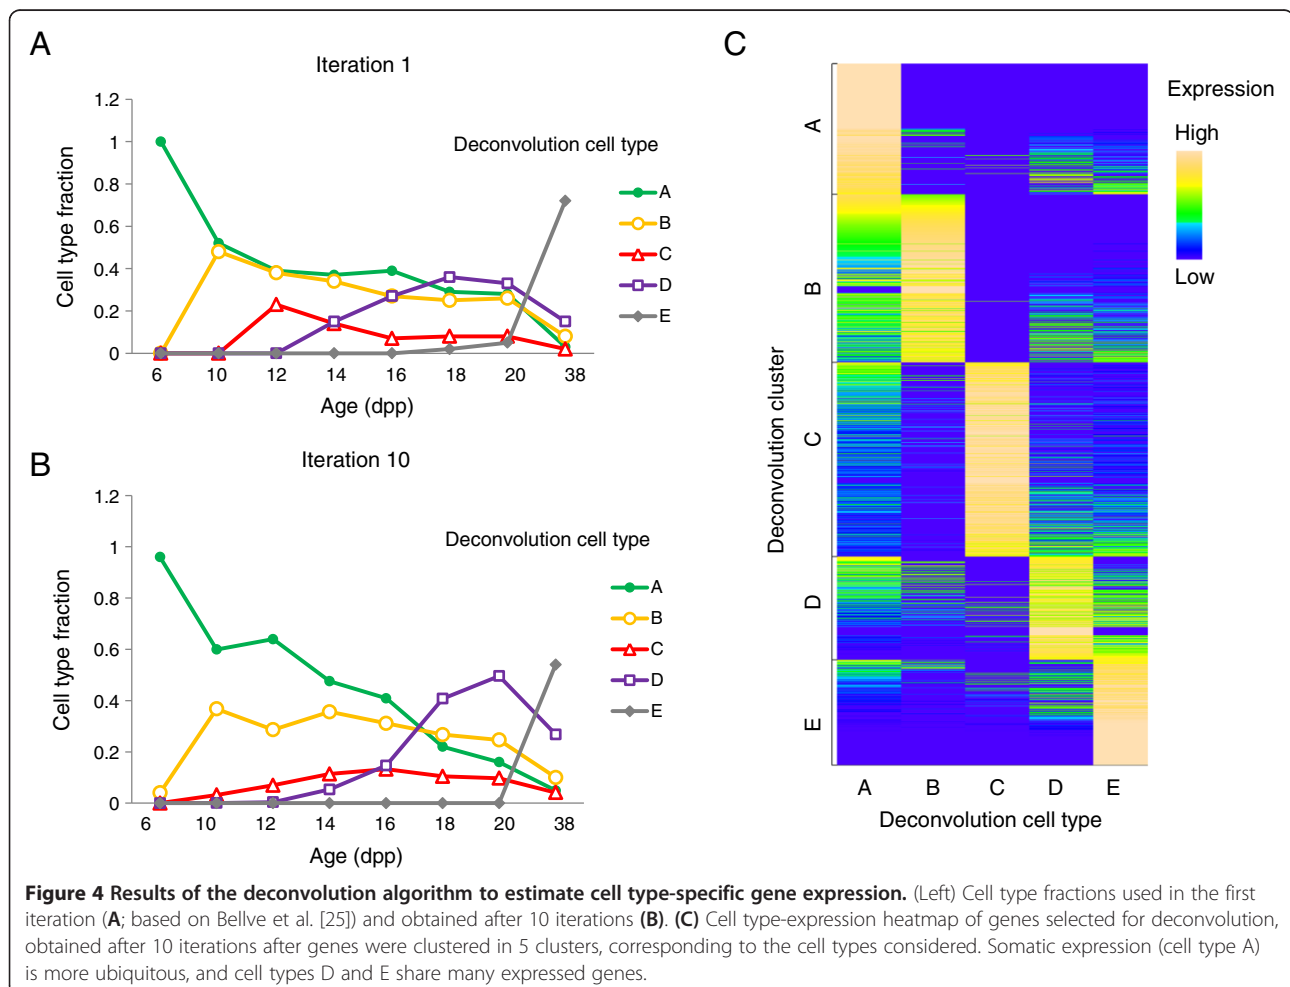 A
Iteration 1
1.2
1
0.8
0.6
0.4
0.2
0
Cell type fraction
6 10 12 14 16 18 20 38
Age (dpp)
Deconvolution cell type
A
B
C
D
E
B
Iteration 10
1.2
1
0.8
0.6
0.4
0.2
0
Cell type fraction
6 10 12 14 16 18 20 38
Age (dpp)
Deconvolution cell type
A
B
C
D
E
C
Deconvolution cluster
A
B
C
D
E
A B C D E
Deconvolution cell type
Expression
High
Low
Figure 4 Results of the deconvolution algorithm to estimate cell type-specific gene expression. (Left) Cell type fractions used in the first
iteration (A; based on Bellve et al. [25]) and obtained after 10 iterations (B). (C) Cell type-expression heatmap of genes selected for deconvolution,
obtained after 10 iterations after genes were clustered in 5 clusters, corresponding to the cell types considered. Somatic expression (cell type A)
is more ubiquitous, and cell types D and E share many expressed genes.